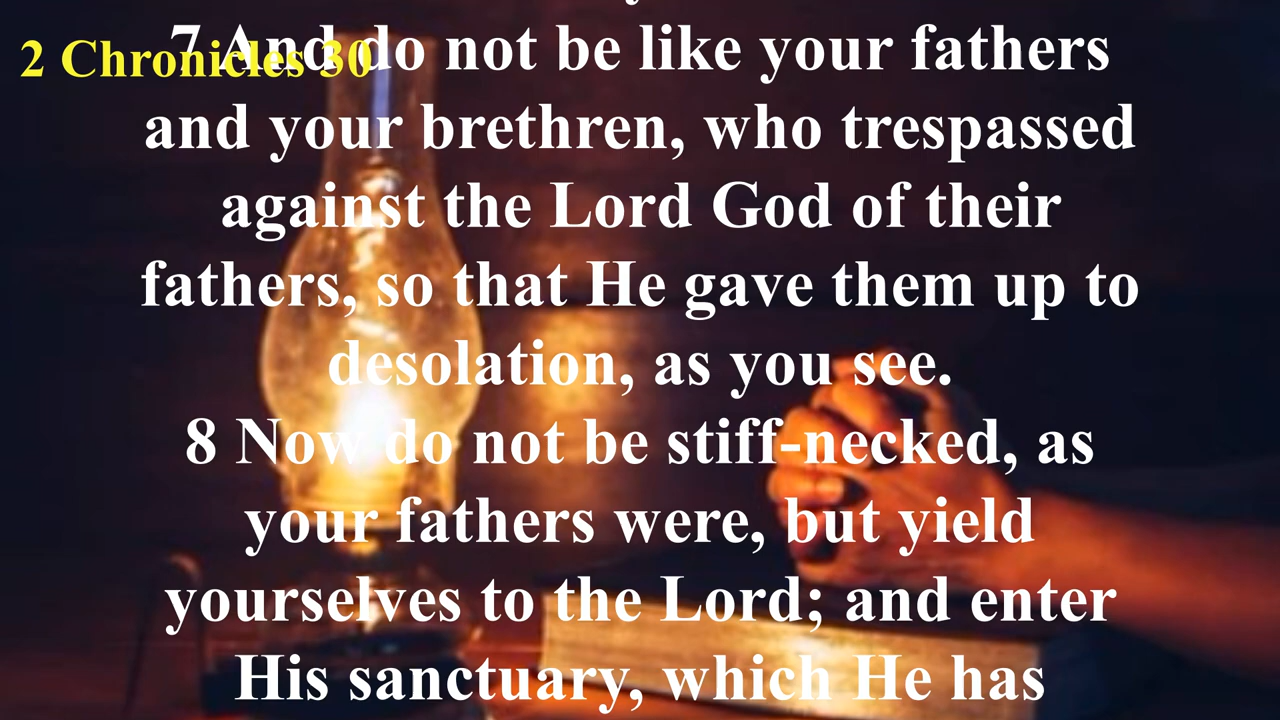 2 Chronicles 30
7 And do not be like your fathers
and your brethren, who trespassed
against the Lord God of their
fathers, so that He gave them up to
desolation, as you see.
8 Now do not be stiff-necked, as
your fathers were, but yield
yourselves to the Lord; and enter
His sanctuary, which He has